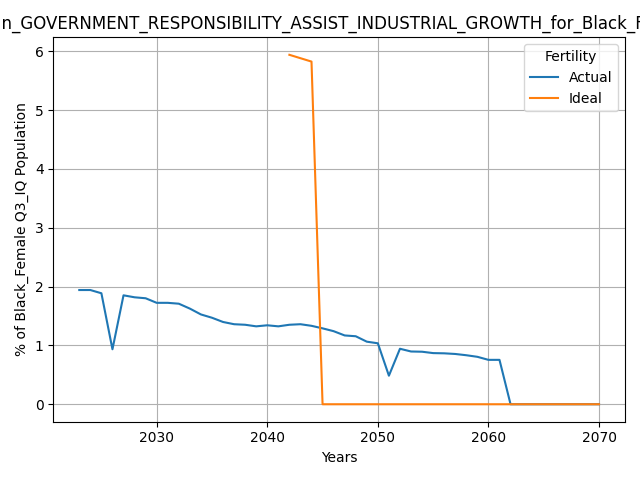 n_GOVERNMENT_RESPONSIBILITY_ASSIST_INDUSTRIAL_GROWTH_for_Black_F
Fertility
Actual
Ideal
% of Black_Female Q3_IQ Population
6
5
4
3
2
1
0
2030 2040 2050 2060 2070
Years